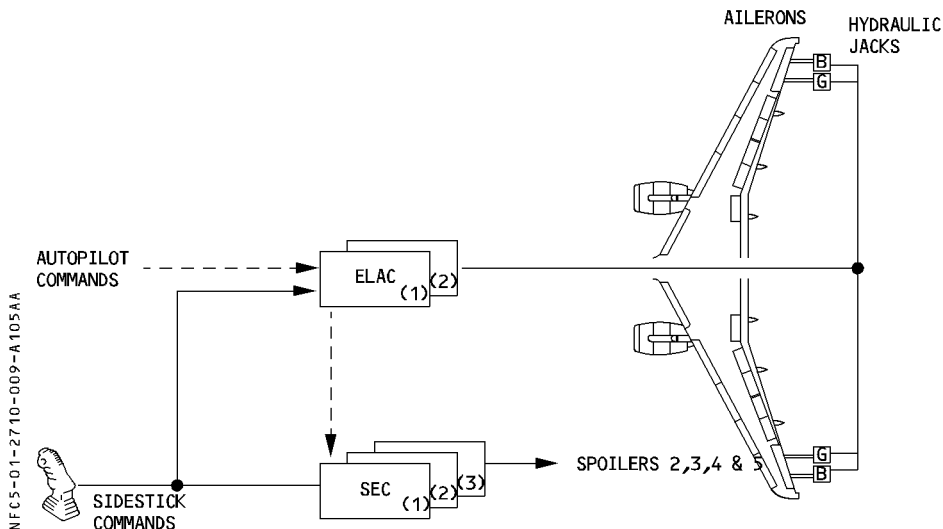 AILERONS
HYDRAULIC
JACKS
B
G
AUTOPILOT
COMMANDS
ELAC
(1)
(2)
G
B
SPOILERS 2,3,4 & 5
SEC
(1)
(2)
(3)
SIDESTICK
COMMANDS
NFC5-01-2710-009-A105AA